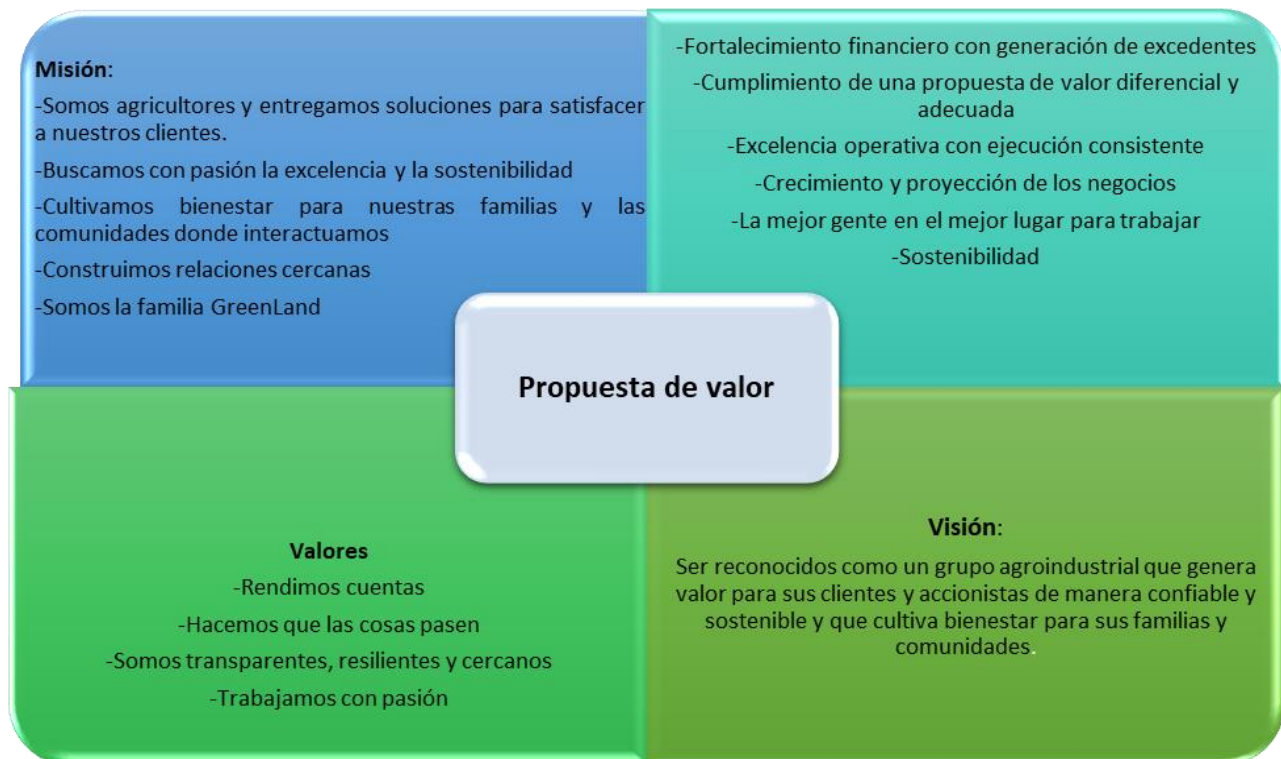 Misión:
-Somos agricultores y entregamos soluciones para satisfacer
a nuestros clientes.
-Buscamos con pasión la excelencia y la sostenibilidad
-Cultivamos bienestar para nuestras familias y las
comunidades donde interactuamos
-Construimos relaciones cercanas
-Somos la familia GreenLand
-Fortalecimiento financiero con generación de excedentes
-Cumplimiento de una propuesta de valor diferencial y
adecuada
-Excelencia operativa con ejecución consistente
-Crecimiento y proyección de los negocios
-La mejor gente en el mejor lugar para trabajar
-Sostenibilidad
Propuesta de valor
Valores
-Rendimos cuentas
-Hacemos que las cosas pasen
-Somos transparentes, resilientes y cercanos
-Trabajamos con pasión
Visión:
Ser reconocidos como un grupo agroindustrial que genera
valor para sus clientes y accionistas de manera confiable y
sostenible y que cultiva bienestar para sus familias y
comunidades.